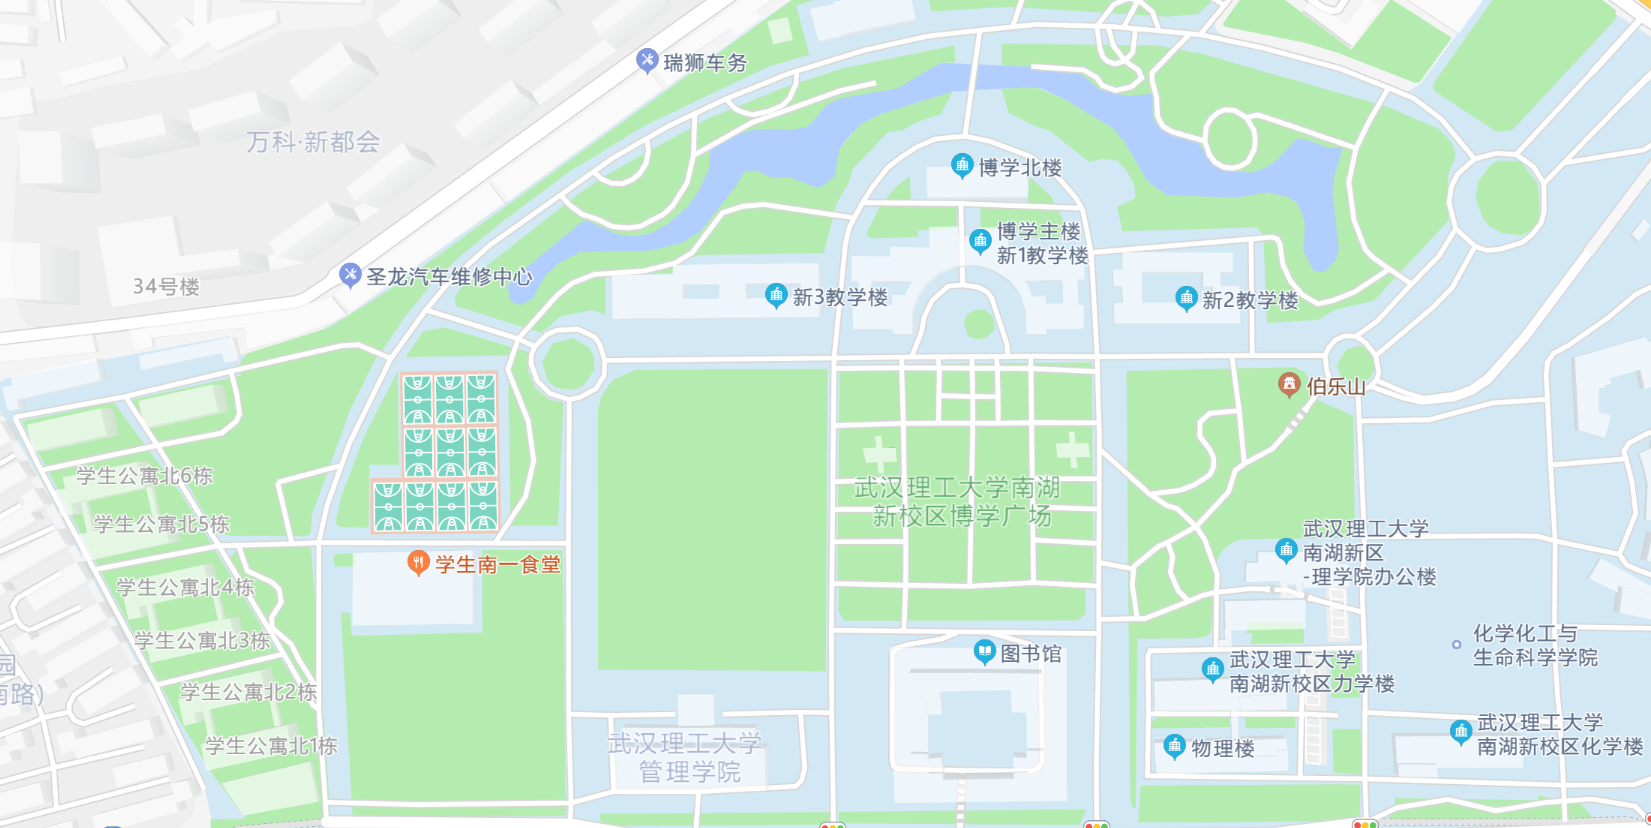 瑞狮车务
万科·新都会
博学北楼
博学主楼
新1教学楼
34号楼
圣龙汽车维修中心
新3教学楼
新2教学楼
伯乐山
学生公寓北6栋
武汉理工大学南湖
新校区博学广场
学生公寓北5栋
武汉理工大学
南湖新区
-理学院办公楼
学生南一食堂
学生公寓北4栋
学生公寓北3栋
化学化工与
生命科学学院
图书馆
园
南路)
武汉理工大学
南湖新校区力学楼
学生公寓北2栋
武汉理工大学
南湖新校区化学楼
学生公寓北1栋
武汉理工大学
管理学院
物理楼